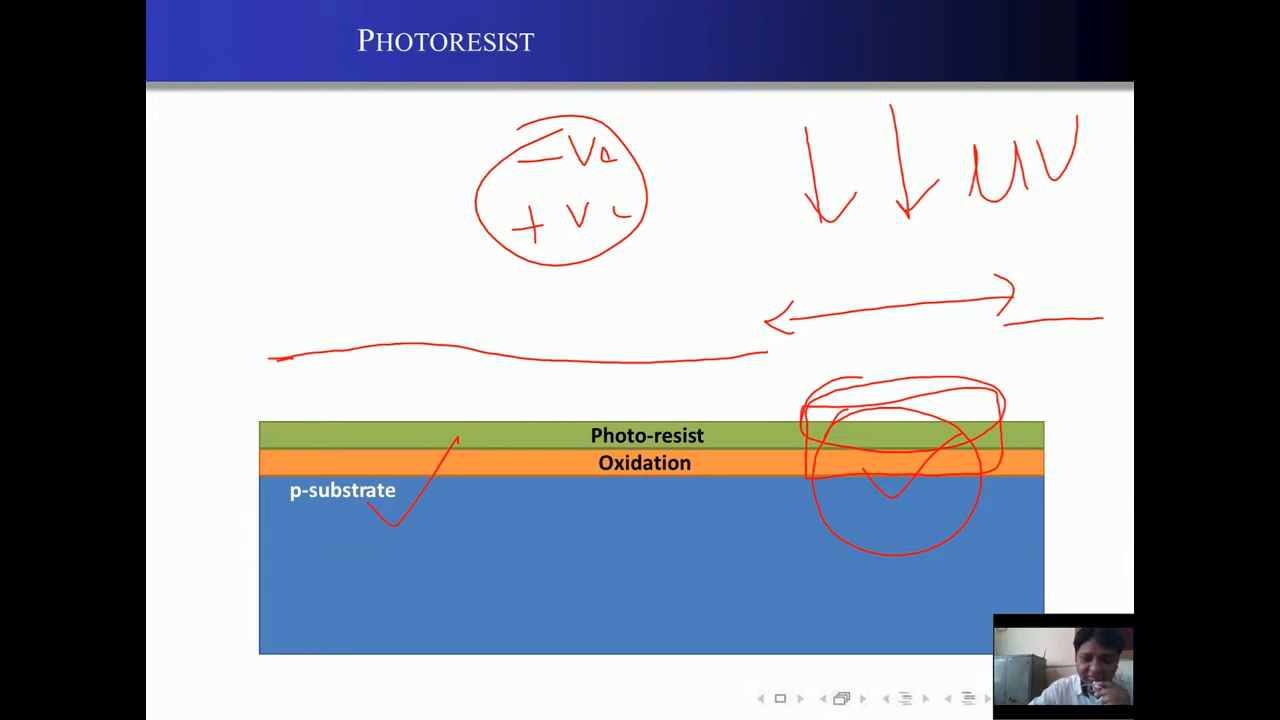 PHOTORESIST
-Ve
+Ve
UV
Photo-resist
Oxidation
p-substrate